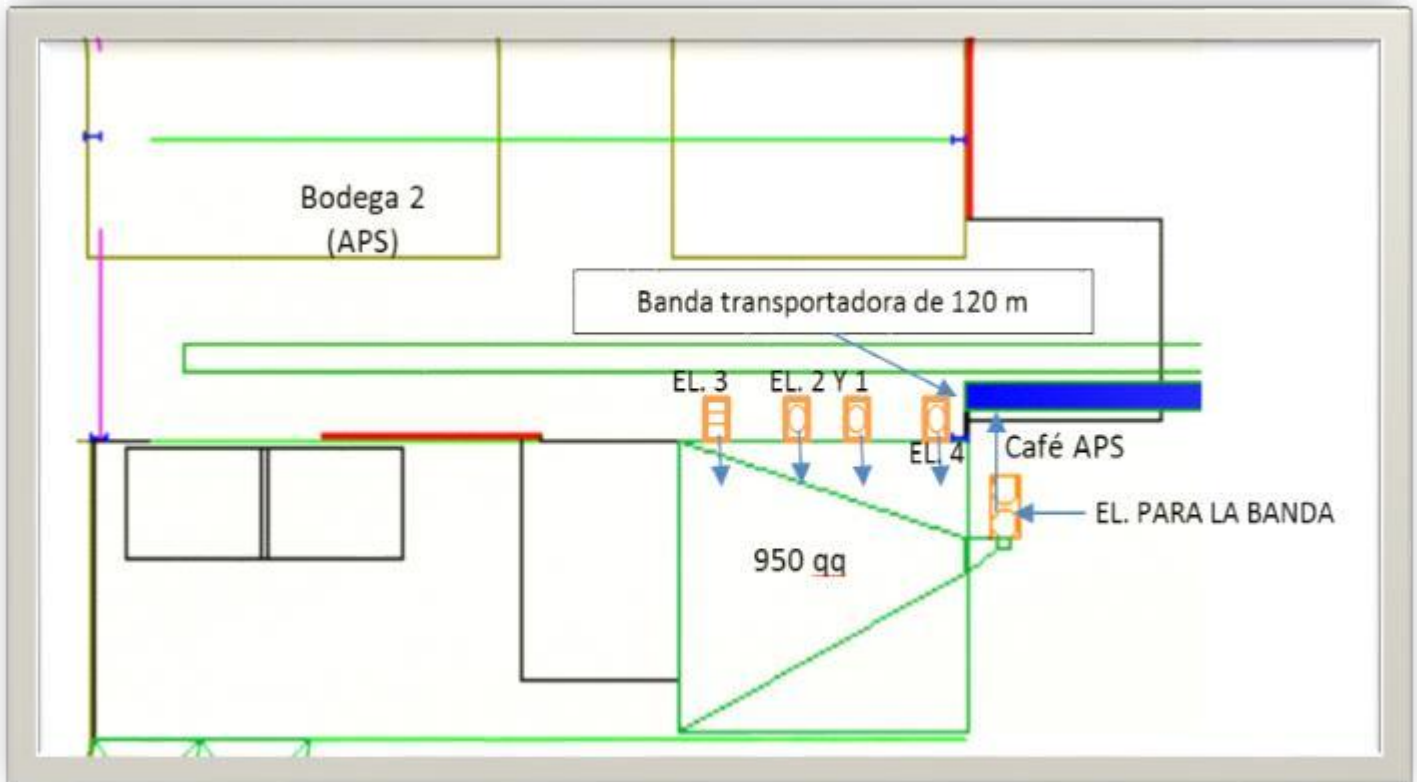 Bodega 2
(APS)
Banda transportadora de 120 m
EL. 3
EL. 2 Y 1
EL. 4
Café APS
EL. PARA LA BANDA
950 qq